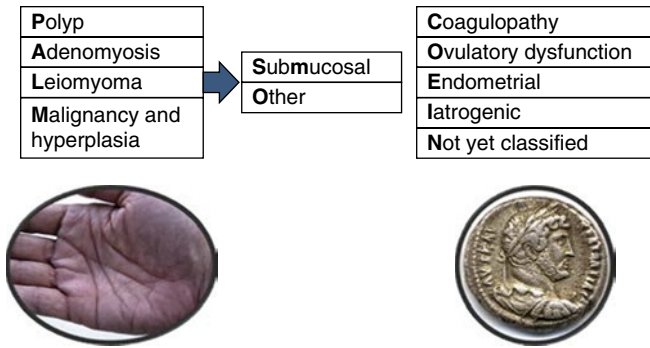 Polyp
Adenomyosis
Leiomyoma
Malignancy and
hyperplasia
Submucosal
Other
Coagulopathy
Ovulatory dysfunction
Endometrial
Iatrogenic
Not yet classified